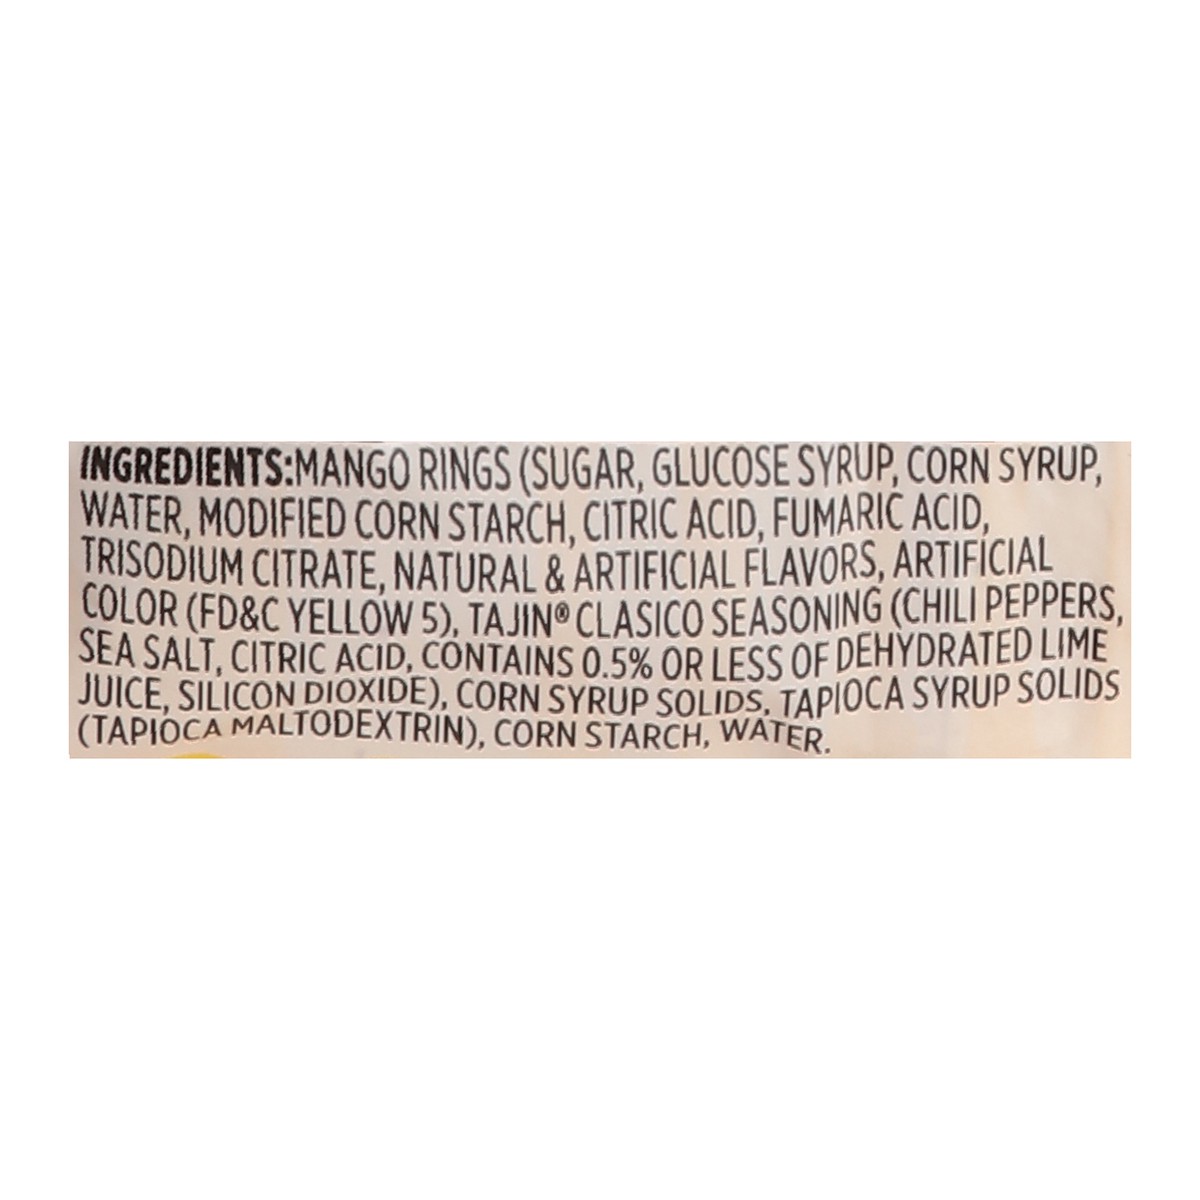 INGREDIENTS:MANGO RINGS (SUGAR, GLUCOSE SYRUP, CORN SYRUP,
WATER, MODIFIED CORN STARCH, CITRIC ACID, FUMARIC ACID,
TRISODIUM CITRATE, NATURAL & ARTIFICIAL FLAVORS, ARTIFICIAL
COLOR (FD&C YELLOW 5), TAJIN® CLASICO SEASONING (CHILI PEPPERS,
SEA SALT, CITRIC ACID, CONTAINS 0.5% OR LESS OF DEHYDRATED LIME
JUICE, SILICON DIOXIDE), CORN SYRUP SOLIDS, TAPIOCA SYRUP SOLIDS
(TAPIOCA MALTODEXTRIN), CORN STARCH, WATER.